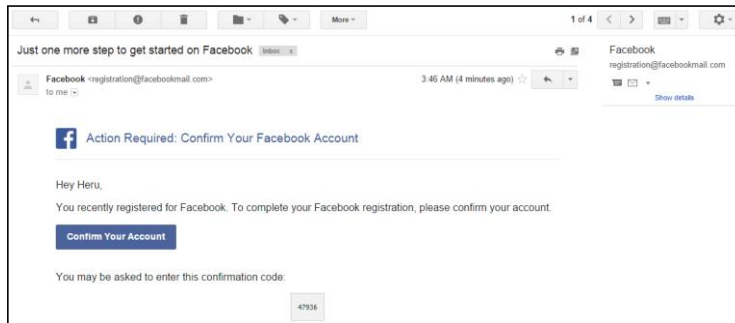 More
1 of 4
Just one more step to get started on Facebook
Inbox x
Facebook <registration@facebookmail.com>
to me
3:46 AM (4 minutes ago)
Facebook
registration@facebookmail.com
Show details
f Action Required: Confirm Your Facebook Account
Hey Heru,
You recently registered for Facebook. To complete your Facebook registration, please confirm your account.
Confirm Your Account
You may be asked to enter this confirmation code:
47936